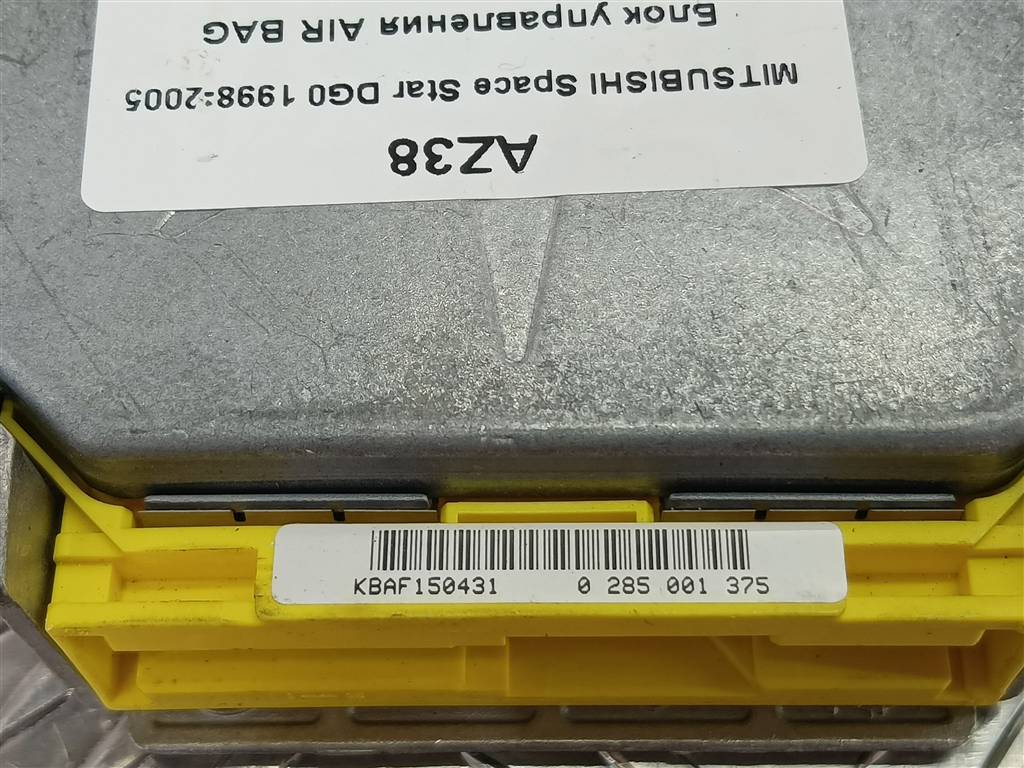 AZ38
MITSUBISHI Space Star DG0 1998-2005
Блок управления AIR BAG
KBAF150431 0 285 001 375